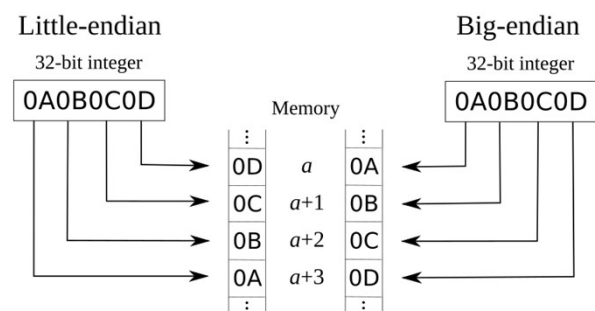 Little-endian
32-bit integer
0A0B0C0D
Big-endian
32-bit integer
0A0B0C0D
Memory
⋮ ⋮
0D a 0A
0C a+1 0B
0B a+2 0C
0A a+3 0D
⋮ ⋮